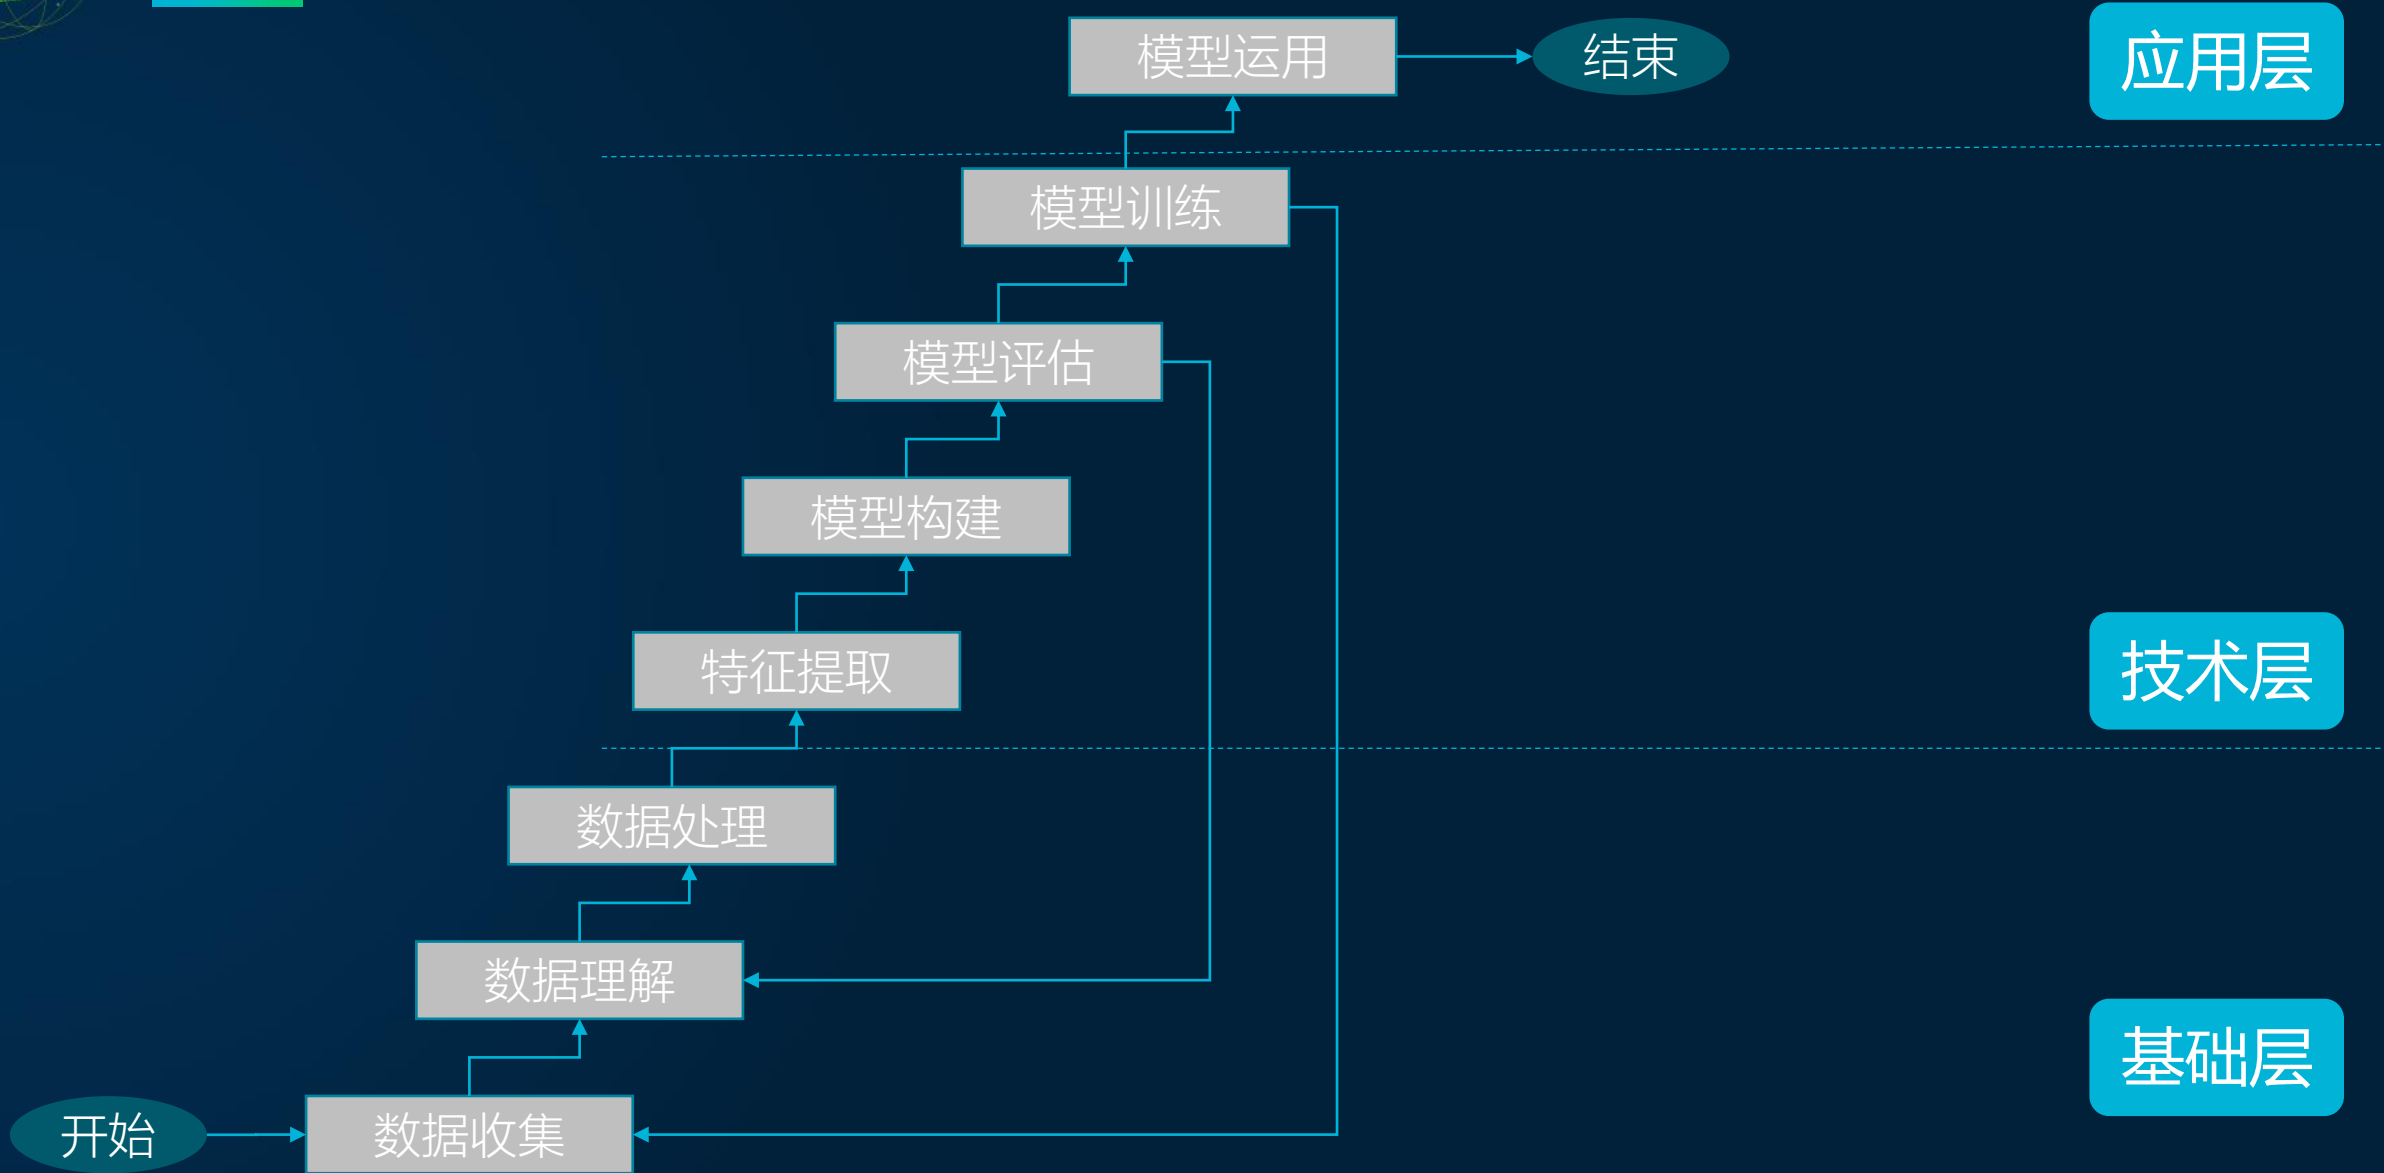 模型运用
结束
应用层
模型训练
模型评估
模型构建
特征提取
技术层
数据处理
数据理解
基础层
开始
数据收集